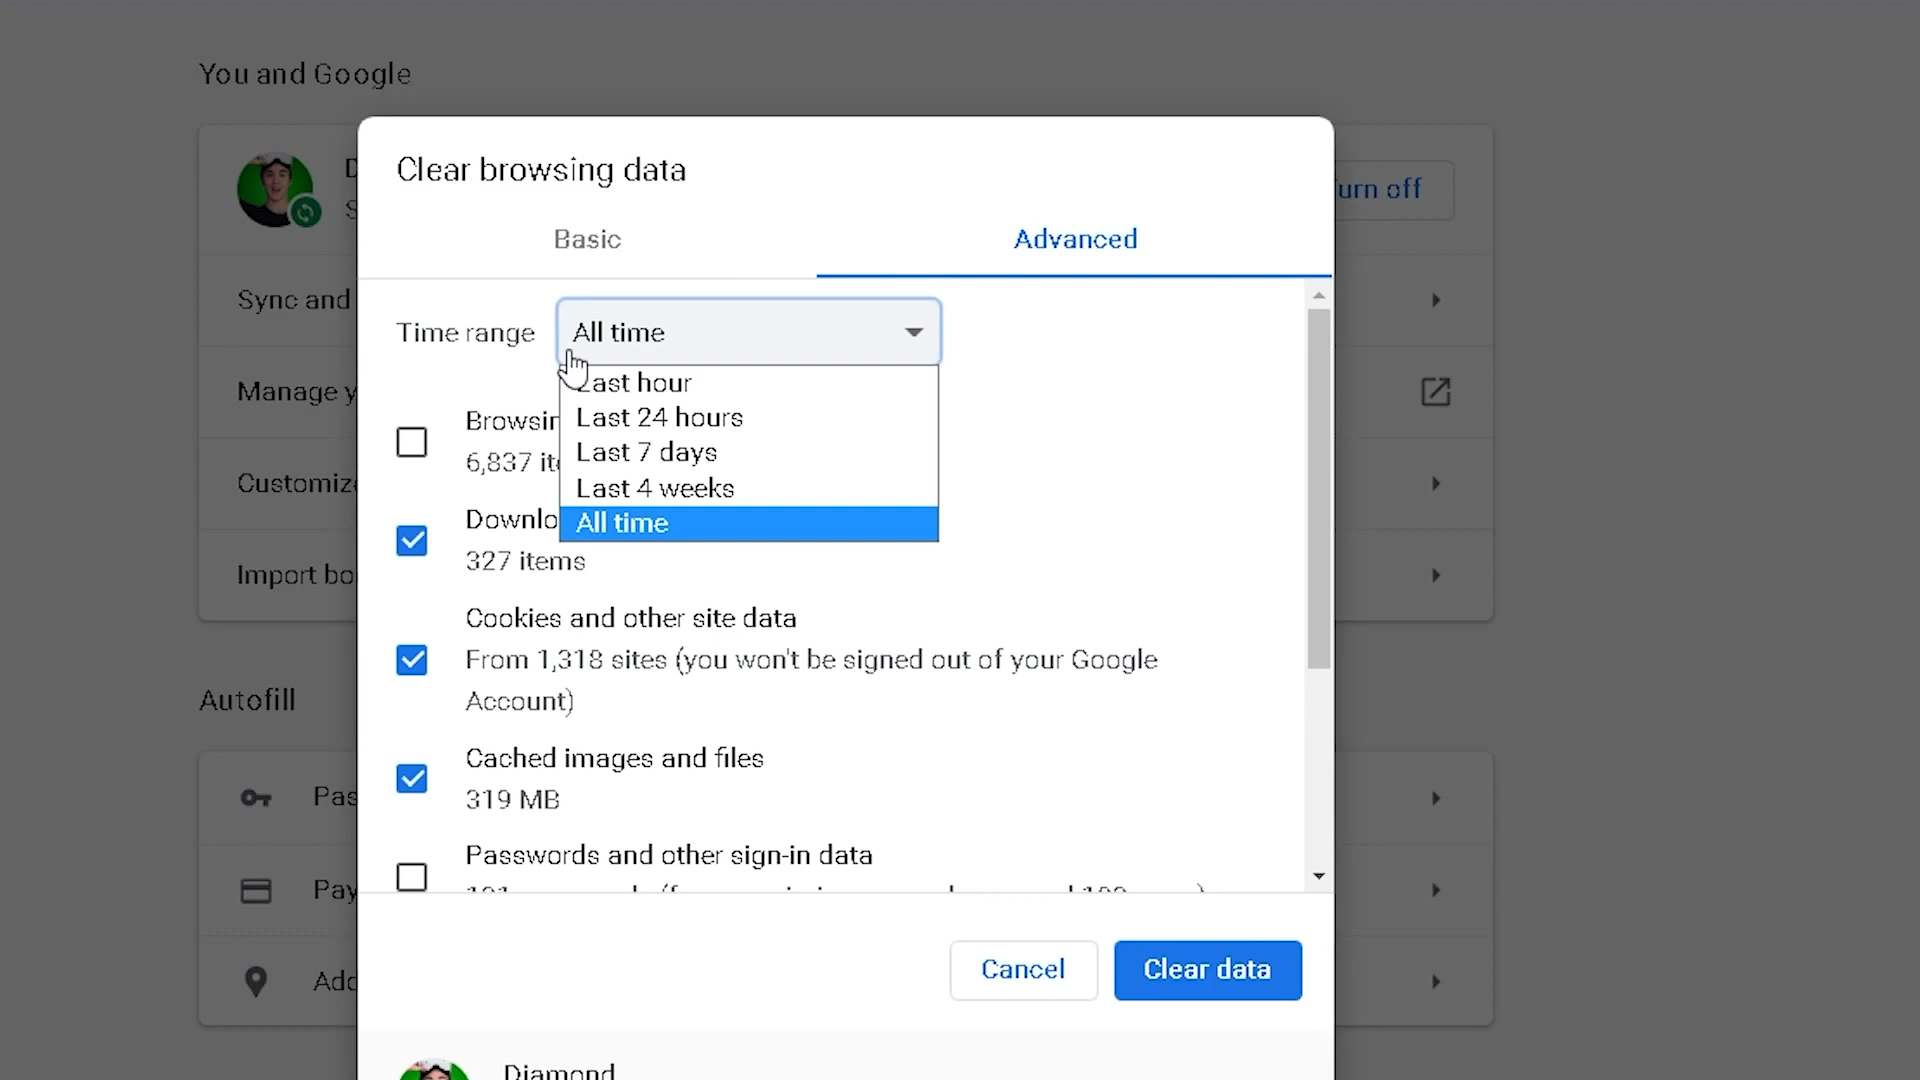 You and Google
Clear browsing data
urn off
Basic
Advanced
Sync and
Time range
All time
Last hour
Last 24 hours
Last 7 days
Last 4 weeks
All time
Manage y
Browsin
6,837 it
Customize
Downlo
327 items
Import bo
Cookies and other site data
From 1,318 sites (you won't be signed out of your Google
Account)
Autofill
Cached images and files
319 MB
Pas
Passwords and other sign-in data
Pay
Add
Cancel
Clear data
Diamond